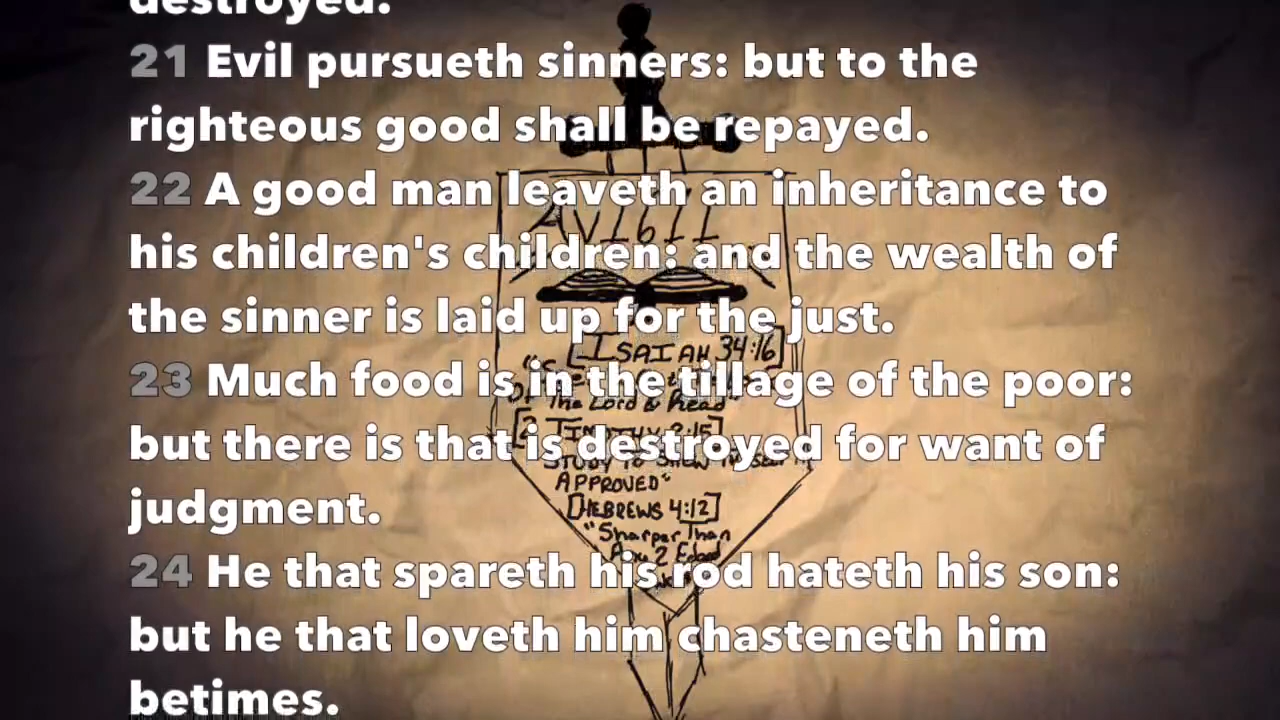 destroyed.
21 Evil pursueth sinners: but to the
righteous good shall be repayed.
22 A good man leaveth an inheritance to
his children's children: and the wealth of
the sinner is laid up for the just.
23 Much food is in the tillage of the poor:
but there is that is destroyed for want of
judgment.
24 He that spareth his rod hateth his son:
but he that loveth him chasteneth him
betimes.
AV1611
[ISAIAH 34:16]
Of The Lord & Read"
[2 TIMOTHY 2:15]
STUDY TO SHEW
APPROVED"
[HEBREWS 4:12]
"Sharper Than
Any 2 Edged